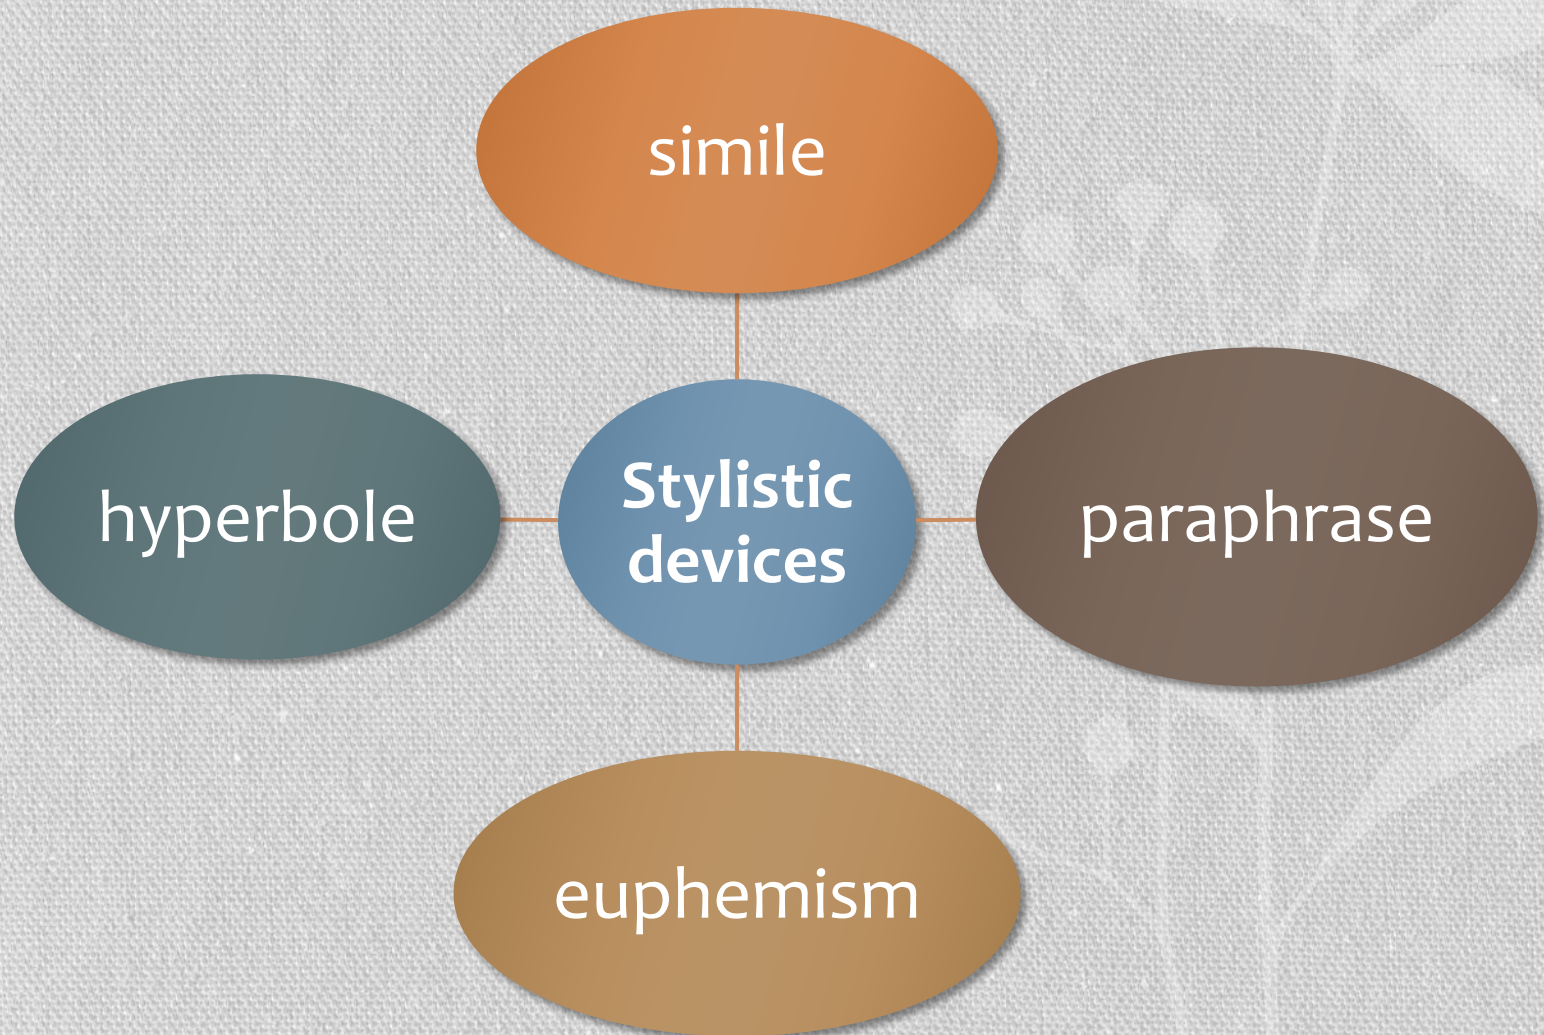 simile
hyperbole
Stylistic
devices
paraphrase
euphemism